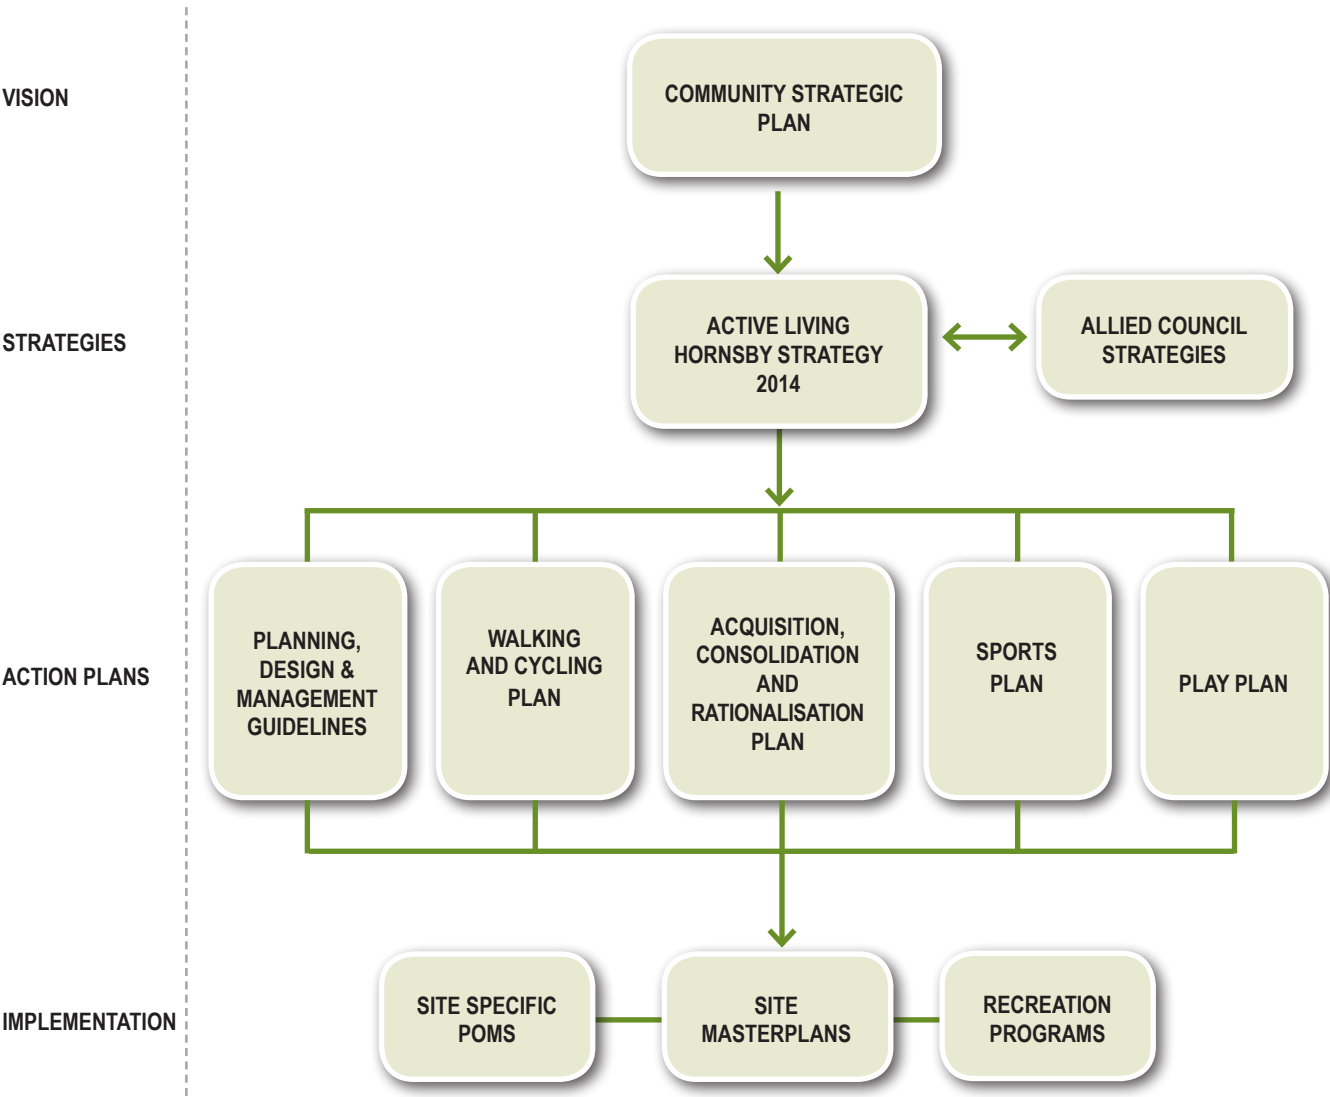 VISION
COMMUNITY STRATEGIC
PLAN
STRATEGIES
ACTIVE LIVING
HORNSBY STRATEGY
2014
ALLIED COUNCIL
STRATEGIES
ACTION PLANS
PLANNING,
DESIGN &
MANAGEMENT
GUIDELINES
WALKING
AND CYCLING
PLAN
ACQUISITION,
CONSOLIDATION
AND
RATIONALISATION
PLAN
SPORTS
PLAN
PLAY PLAN
IMPLEMENTATION
SITE SPECIFIC
POMS
SITE
MASTERPLANS
RECREATION
PROGRAMS